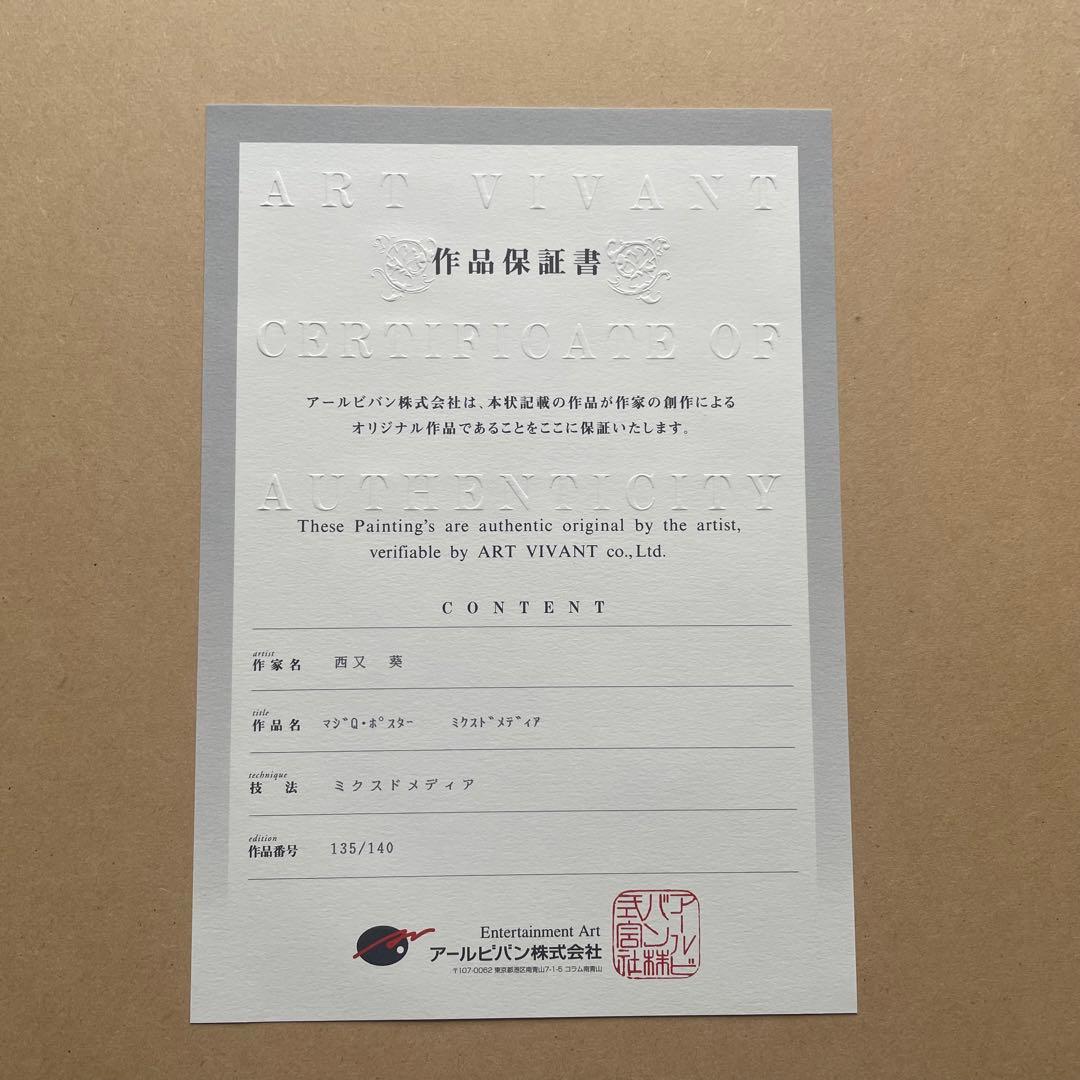 ART VIVANT
作品保証書
CERTIFICATE OF
アールビバン株式会社は、本状記載の作品が作家の創作による
オリジナル作品であることをここに保証いたします。
AUTHENTICITY
These Painting's are authentic original by the artist,
verifiable by ART VIVANT co.,Ltd.
CONTENT
artist
作家名 西又 葵
title
作品名 ﾏｼﾞQ・ﾎﾟｽﾀｰ ﾐｸｽﾄﾞﾒﾃﾞｨｱ
technique
技 法 ミクスドメディア
edition
作品番号 135/140
Entertainment Art
アールビバン株式会社
〒107-0062 東京都港区南青山7-1-5 コラム南青山
アールビ
バン株
式会社